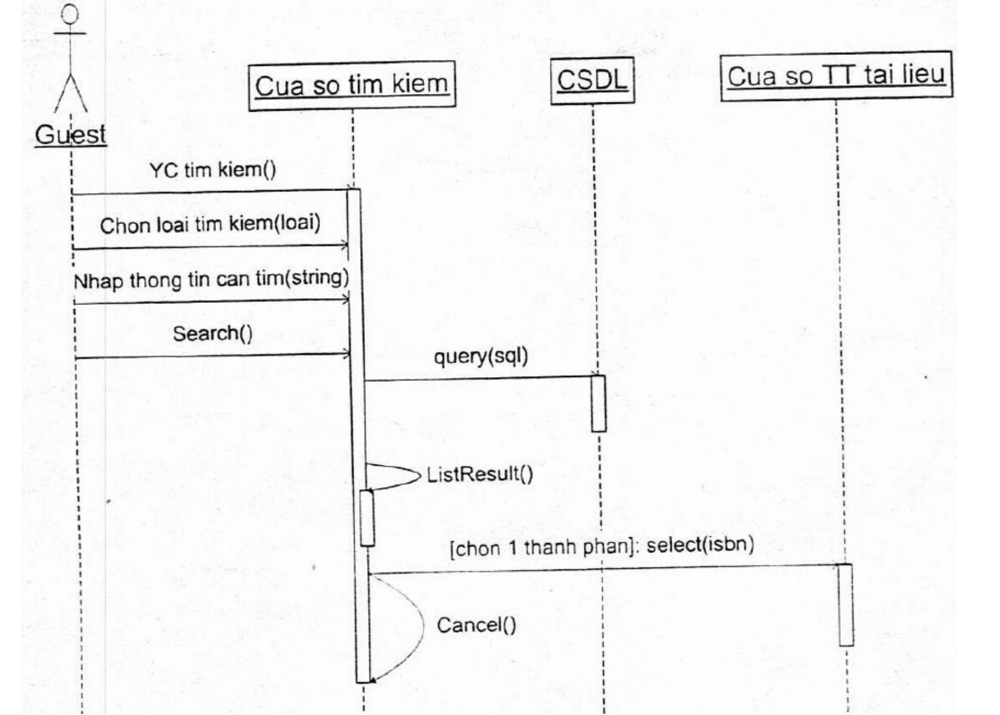 Cua so tim kiem
CSDL
Cua so TT tai lieu
Guest
YC tim kiem()
Chon loai tim kiem(loai)
Nhap thong tin can tim(string)
Search()
query(sql)
ListResult()
[chon 1 thanh phan]: select(isbn)
Cancel()